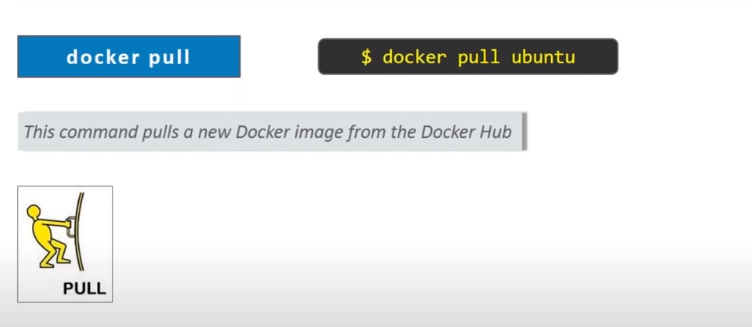 docker pull
$ docker pull ubuntu
This command pulls a new Docker image from the Docker Hub
PULL